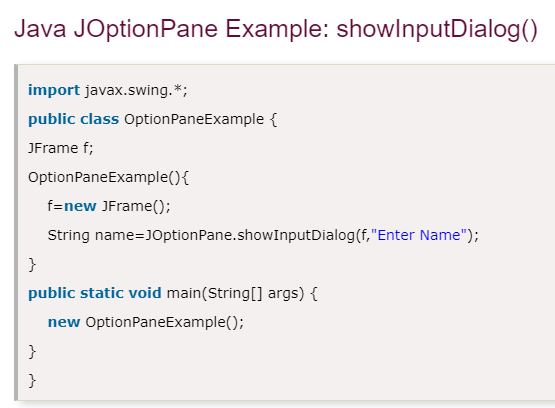 Java JOptionPane Example: showInputDialog()
import javax.swing.*;
public class OptionPaneExample {
JFrame f;
OptionPaneExample(){
    f=new JFrame();
    String name=JOptionPane.showInputDialog(f,"Enter Name");
}
public static void main(String[] args) {
    new OptionPaneExample();
}
}